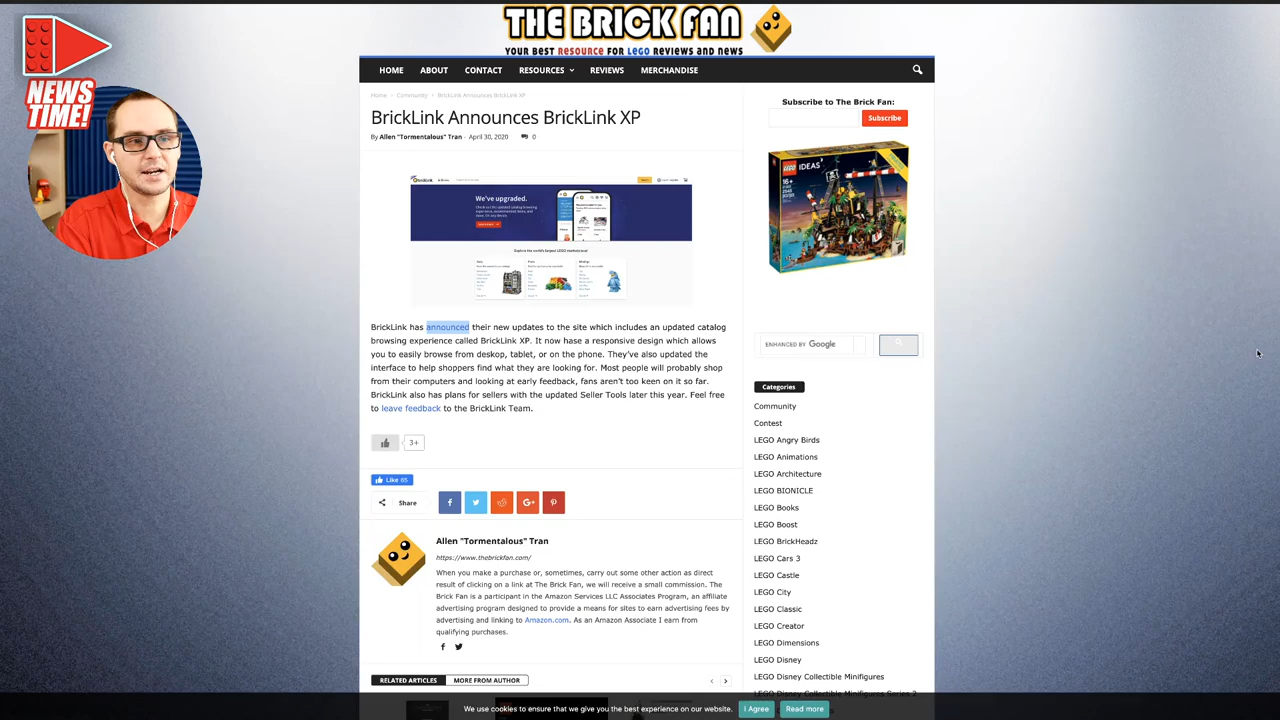 NEWS
TIME!
THE BRICK FAN
YOUR BEST RESOURCE FOR LEGO REVIEWS AND NEWS
HOME ABOUT CONTACT RESOURCES REVIEWS MERCHANDISE
Home Community BrickLink Announces BrickLink XP
BrickLink Announces BrickLink XP
By Allen "Tormentalous" Tran - April 30, 2020 0
We've upgraded.
BrickLink has announced their new updates to the site which includes an updated catalog
browsing experience called BrickLink XP. It now hase a responsive design which allows
you to easily browse from deskop, tablet, or on the phone. They've also updated the
interface to help shoppers find what they are looking for. Most people will probably shop
from their computers and looking at early feedback, fans aren't too keen on it so far.
BrickLink also has plans for sellers with the updated Seller Tools later this year. Feel free
to leave feedback to the BrickLink Team.
3+
Like 65
Share
Allen "Tormentalous" Tran
https://www.thebrickfan.com/
When you make a purchase or, sometimes, carry out some other action as direct
result of clicking on a link at The Brick Fan, we will receive a small commission. The
Brick Fan is a participant in the Amazon Services LLC Associates Program, an affiliate
advertising program designed to provide a means for sites to earn advertising fees by
advertising and linking to Amazon.com. As an Amazon Associate I earn from
qualifying purchases.
RELATED ARTICLES MORE FROM AUTHOR
Subscribe to The Brick Fan:
Subscribe
LEGO IDEAS
16+
ENHANCED BY Google
Categories
Community
Contest
LEGO Angry Birds
LEGO Animations
LEGO Architecture
LEGO BIONICLE
LEGO Books
LEGO Boost
LEGO BrickHeadz
LEGO Cars 3
LEGO Castle
LEGO City
LEGO Classic
LEGO Creator
LEGO Dimensions
LEGO Disney
LEGO Disney Collectible Minifigures
LEGO Disney Collectible Minifigures Series 2
We use cookies to ensure that we give you the best experience on our website. I Agree Read more